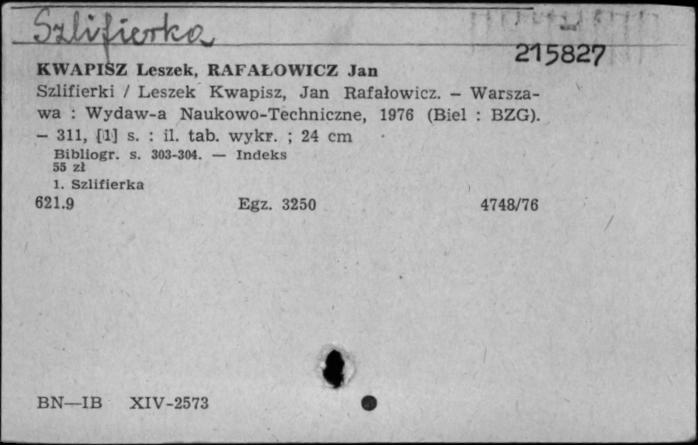 Szlifierka
215827
KWAPISZ Leszek, RAFAŁOWICZ Jan
Szlifierki / Leszek Kwapisz, Jan Rafałowicz. — Warsza-
wa : Wydaw-a Naukowo-Techniczne, 1976 (Biel : BZG).
— 311, [1] s. : il. tab. wykr. ; 24 cm
Bibliogr. s. 303-304. — Indeks
55 zł
1. Szlifierka
621.9 Egz. 3250 4748/76
BN—IB XIV-2573